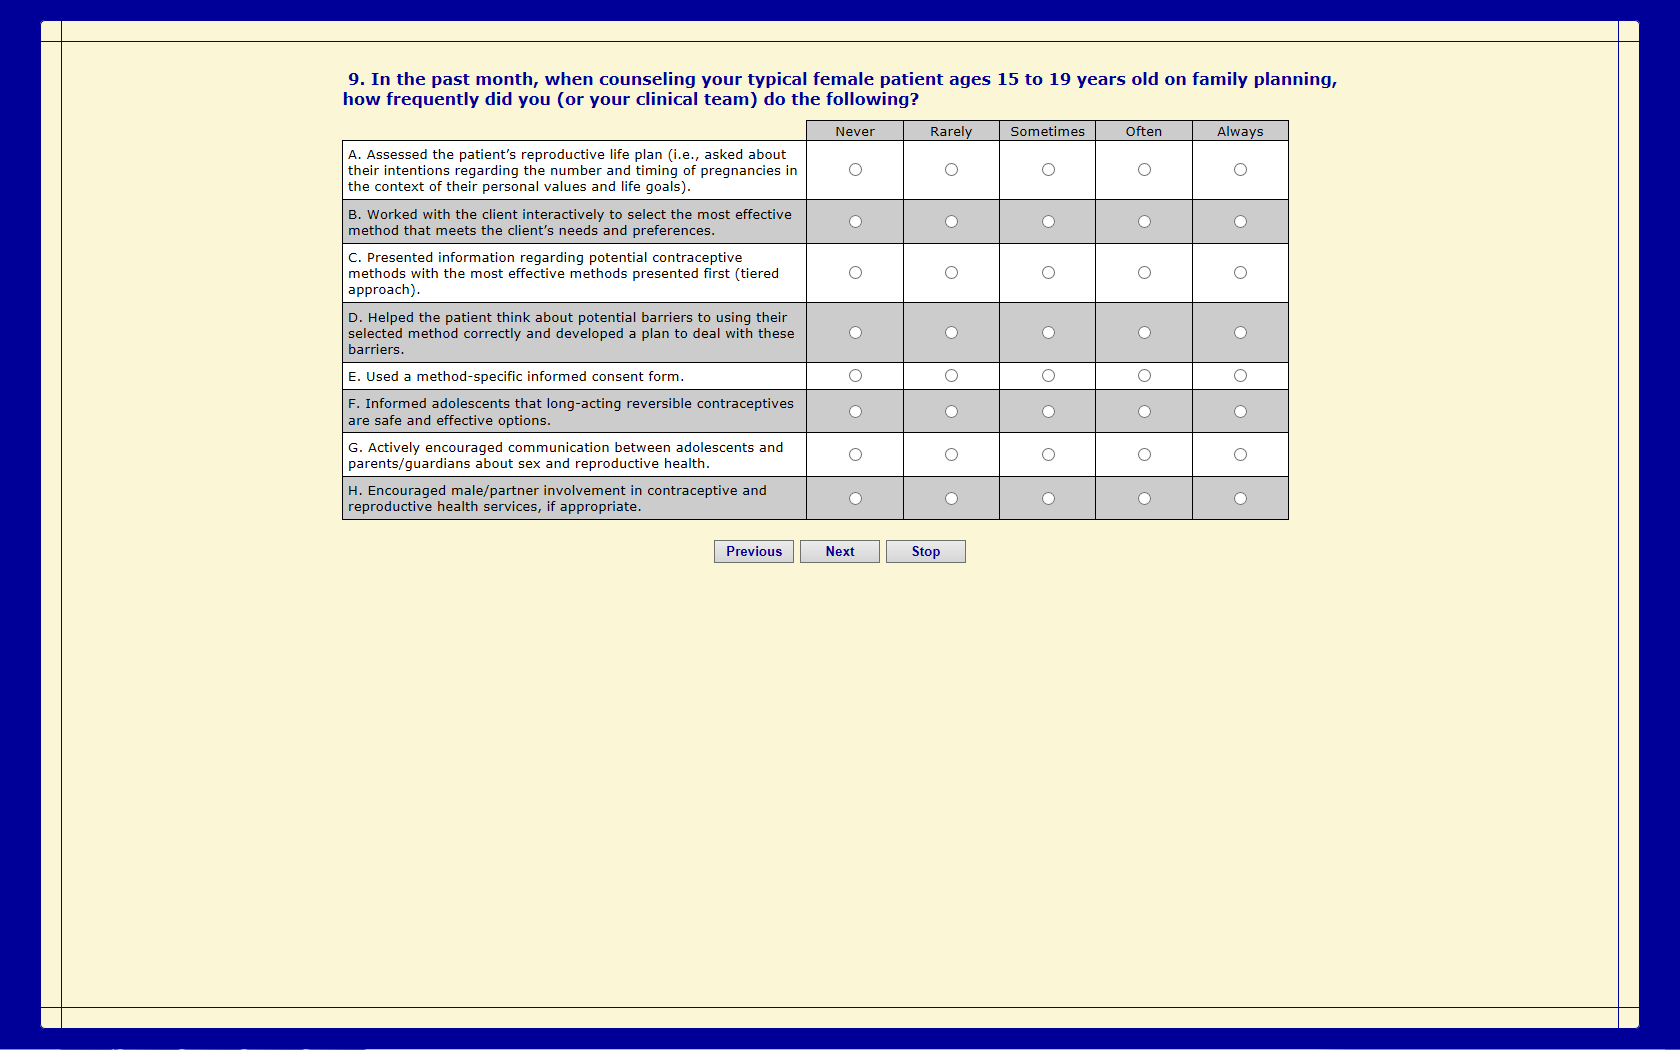 9. In the past month, when counseling your typical female patient ages 15 to 19 years old on family planning,
how frequently did you (or your clinical team) do the following?
Never Rarely Sometimes Often Always
A. Assessed the patient’s reproductive life plan (i.e., asked about
their intentions regarding the number and timing of pregnancies in
the context of their personal values and life goals).
B. Worked with the client interactively to select the most effective
method that meets the client’s needs and preferences.
C. Presented information regarding potential contraceptive
methods with the most effective methods presented first (tiered
approach).
D. Helped the patient think about potential barriers to using their
selected method correctly and developed a plan to deal with these
barriers.
E. Used a method-specific informed consent form.
F. Informed adolescents that long-acting reversible contraceptives
are safe and effective options.
G. Actively encouraged communication between adolescents and
parents/guardians about sex and reproductive health.
H. Encouraged male/partner involvement in contraceptive and
reproductive health services, if appropriate.
Previous Next Stop